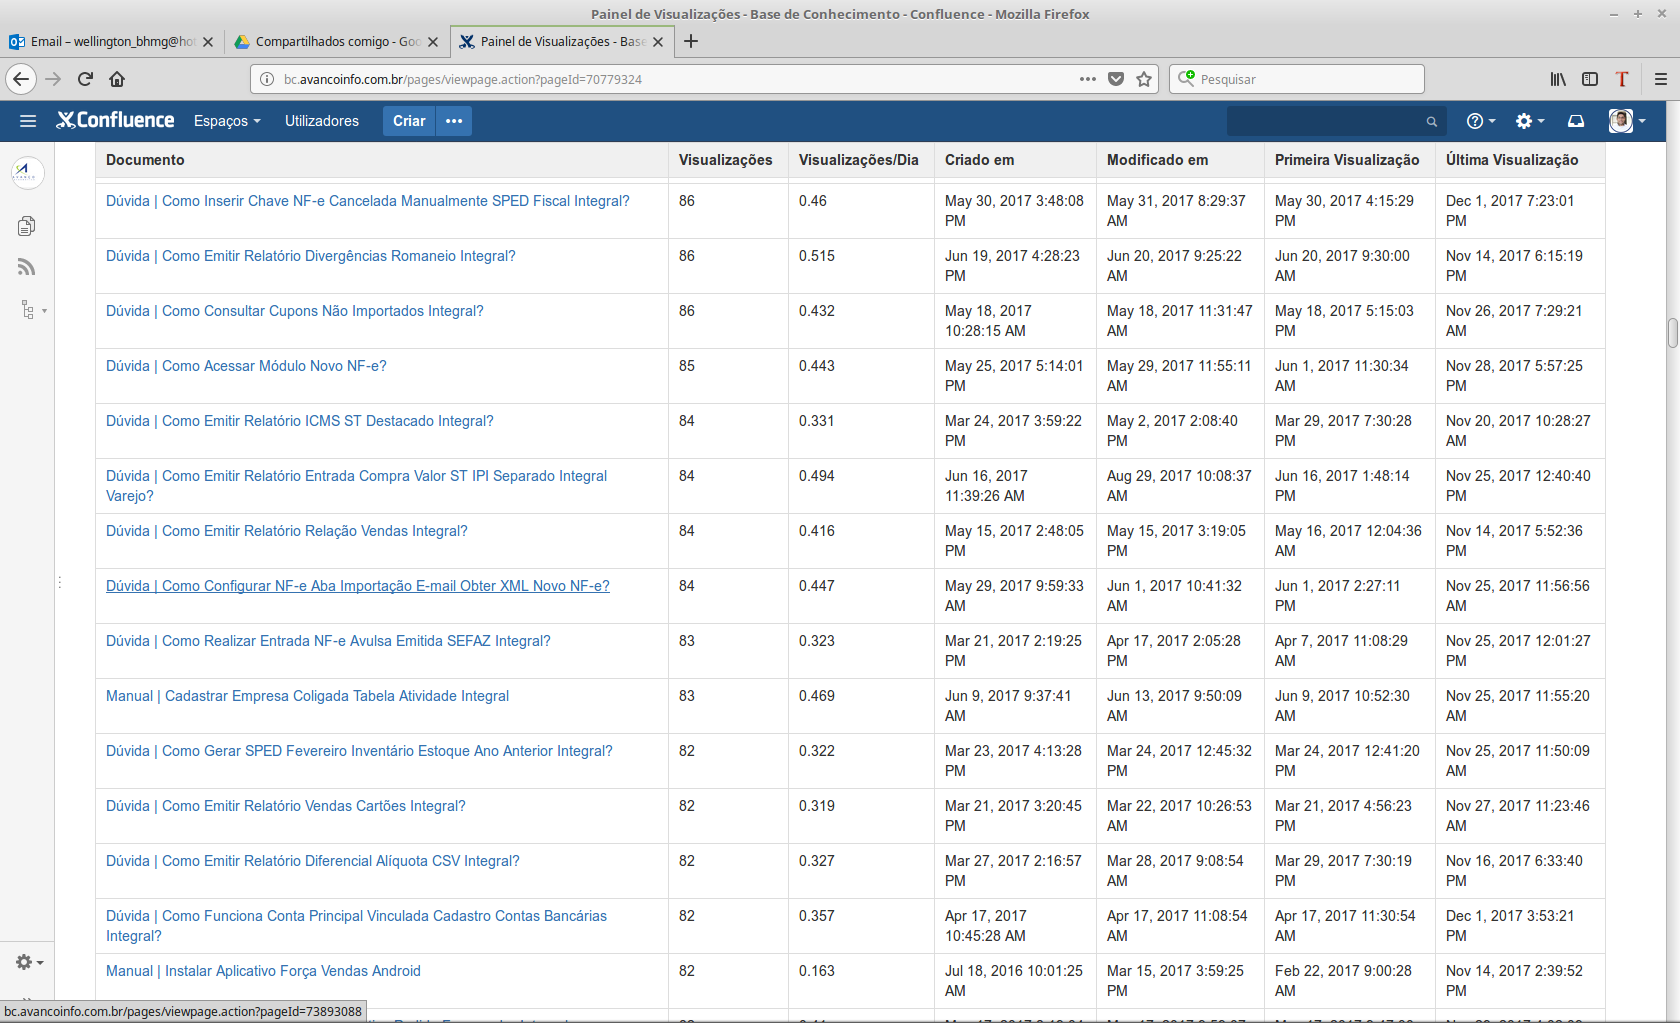 Painel de Visualizações - Base de Conhecimento - Confluence - Mozilla Firefox
Email – wellington_bhmg@ho
Compartilhados comigo - Goo
Painel de Visualizações - Base
bc.avancoinfo.com.br/pages/viewpage.action?pageId=70779324
Pesquisar
Confluence
Espaços
Utilizadores
Criar
Documento Visualizações Visualizações/Dia Criado em Modificado em Primeira Visualização Última Visualização
Dúvida | Como Inserir Chave NF-e Cancelada Manualmente SPED Fiscal Integral? 86 0.46 May 30, 2017 3:48:08 May 31, 2017 8:29:37 May 30, 2017 4:15:29 Dec 1, 2017 7:23:01
PM AM PM PM
Dúvida | Como Emitir Relatório Divergências Romaneio Integral? 86 0.515 Jun 19, 2017 4:28:23 Jun 20, 2017 9:25:22 Jun 20, 2017 9:30:00 Nov 14, 2017 6:15:19
PM AM AM PM
Dúvida | Como Consultar Cupons Não Importados Integral? 86 0.432 May 18, 2017 May 18, 2017 11:31:47 May 18, 2017 5:15:03 Nov 26, 2017 7:29:21
10:28:15 AM AM PM AM
Dúvida | Como Acessar Módulo Novo NF-e? 85 0.443 May 25, 2017 5:14:01 May 29, 2017 11:55:11 Jun 1, 2017 11:30:34 Nov 28, 2017 5:57:25
PM AM AM PM
Dúvida | Como Emitir Relatório ICMS ST Destacado Integral? 84 0.331 Mar 24, 2017 3:59:22 May 2, 2017 2:08:40 Mar 29, 2017 7:30:28 Nov 20, 2017 10:28:27
PM PM PM AM
Dúvida | Como Emitir Relatório Entrada Compra Valor ST IPI Separado Integral 84 0.494 Jun 16, 2017 Aug 29, 2017 10:08:37 Jun 16, 2017 1:48:14 Nov 25, 2017 12:40:40
Varejo? 11:39:26 AM AM PM PM
Dúvida | Como Emitir Relatório Relação Vendas Integral? 84 0.416 May 15, 2017 2:48:05 May 15, 2017 3:19:05 May 16, 2017 12:04:36 Nov 14, 2017 5:52:36
PM PM AM PM
Dúvida | Como Configurar NF-e Aba Importação E-mail Obter XML Novo NF-e? 84 0.447 May 29, 2017 9:59:33 Jun 1, 2017 10:41:32 Jun 1, 2017 2:27:11 Nov 25, 2017 11:56:56
AM AM PM AM
Dúvida | Como Realizar Entrada NF-e Avulsa Emitida SEFAZ Integral? 83 0.323 Mar 21, 2017 2:19:25 Apr 17, 2017 2:05:28 Apr 7, 2017 11:08:29 Nov 25, 2017 12:01:27
PM PM AM PM
Manual | Cadastrar Empresa Coligada Tabela Atividade Integral 83 0.469 Jun 9, 2017 9:37:41 Jun 13, 2017 9:50:09 Jun 9, 2017 10:52:30 Nov 25, 2017 11:55:20
AM AM AM AM
Dúvida | Como Gerar SPED Fevereiro Inventário Estoque Ano Anterior Integral? 82 0.322 Mar 23, 2017 4:13:28 Mar 24, 2017 12:45:32 Mar 24, 2017 12:41:20 Nov 25, 2017 11:50:09
PM PM PM AM
Dúvida | Como Emitir Relatório Vendas Cartões Integral? 82 0.319 Mar 21, 2017 3:20:45 Mar 22, 2017 10:26:53 Mar 21, 2017 4:56:23 Nov 27, 2017 11:23:46
PM AM PM AM
Dúvida | Como Emitir Relatório Diferencial Alíquota CSV Integral? 82 0.327 Mar 27, 2017 2:16:57 Mar 28, 2017 9:08:54 Mar 29, 2017 7:30:19 Nov 16, 2017 6:33:40
PM AM PM PM
Dúvida | Como Funciona Conta Principal Vinculada Cadastro Contas Bancárias 82 0.357 Apr 17, 2017 Apr 17, 2017 11:08:54 Apr 17, 2017 11:30:54 Dec 1, 2017 3:53:21
Integral? 10:45:28 AM AM AM PM
Manual | Instalar Aplicativo Força Vendas Android 82 0.163 Jul 18, 2016 10:01:25 Mar 15, 2017 3:59:25 Feb 22, 2017 9:00:28 Nov 14, 2017 2:39:52
AM PM AM PM
bc.avancoinfo.com.br/pages/viewpage.action?pageId=73893088